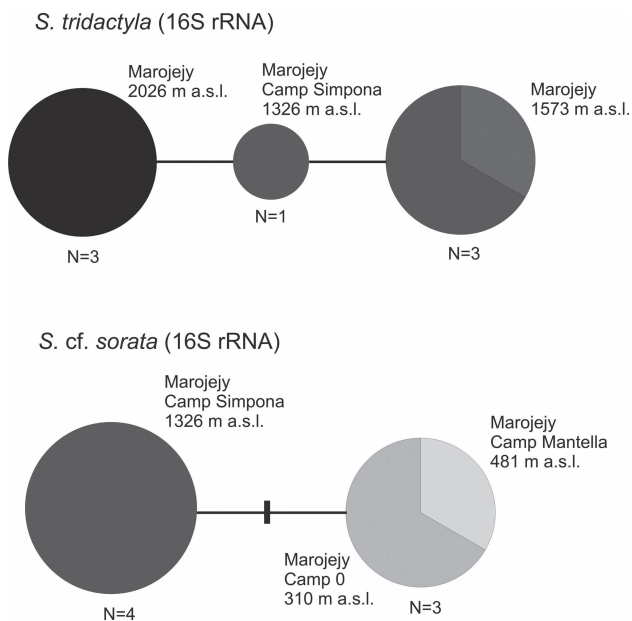 S. tridactyla (16S rRNA)
Marojejy
2026 m a.s.l.
N=3
Marojejy
Camp Simpona
1326 m a.s.l.
N=1
Marojejy
1573 m a.s.l.
N=3
S. cf. sorata (16S rRNA)
Marojejy
Camp Simpona
1326 m a.s.l.
N=4
Marojejy
Camp Mantella
481 m a.s.l.
Marojejy
Camp 0
310 m a.s.l.
N=3